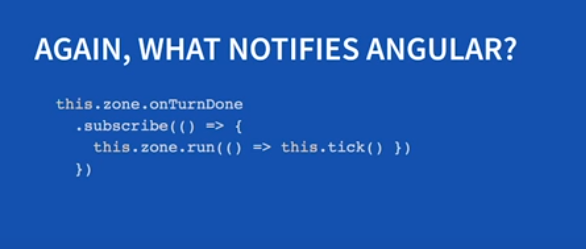 AGAIN, WHAT NOTIFIES ANGULAR?
this.zone.onTurnDone
.subscribe(() => {
this.zone.run(() => this.tick() })
})